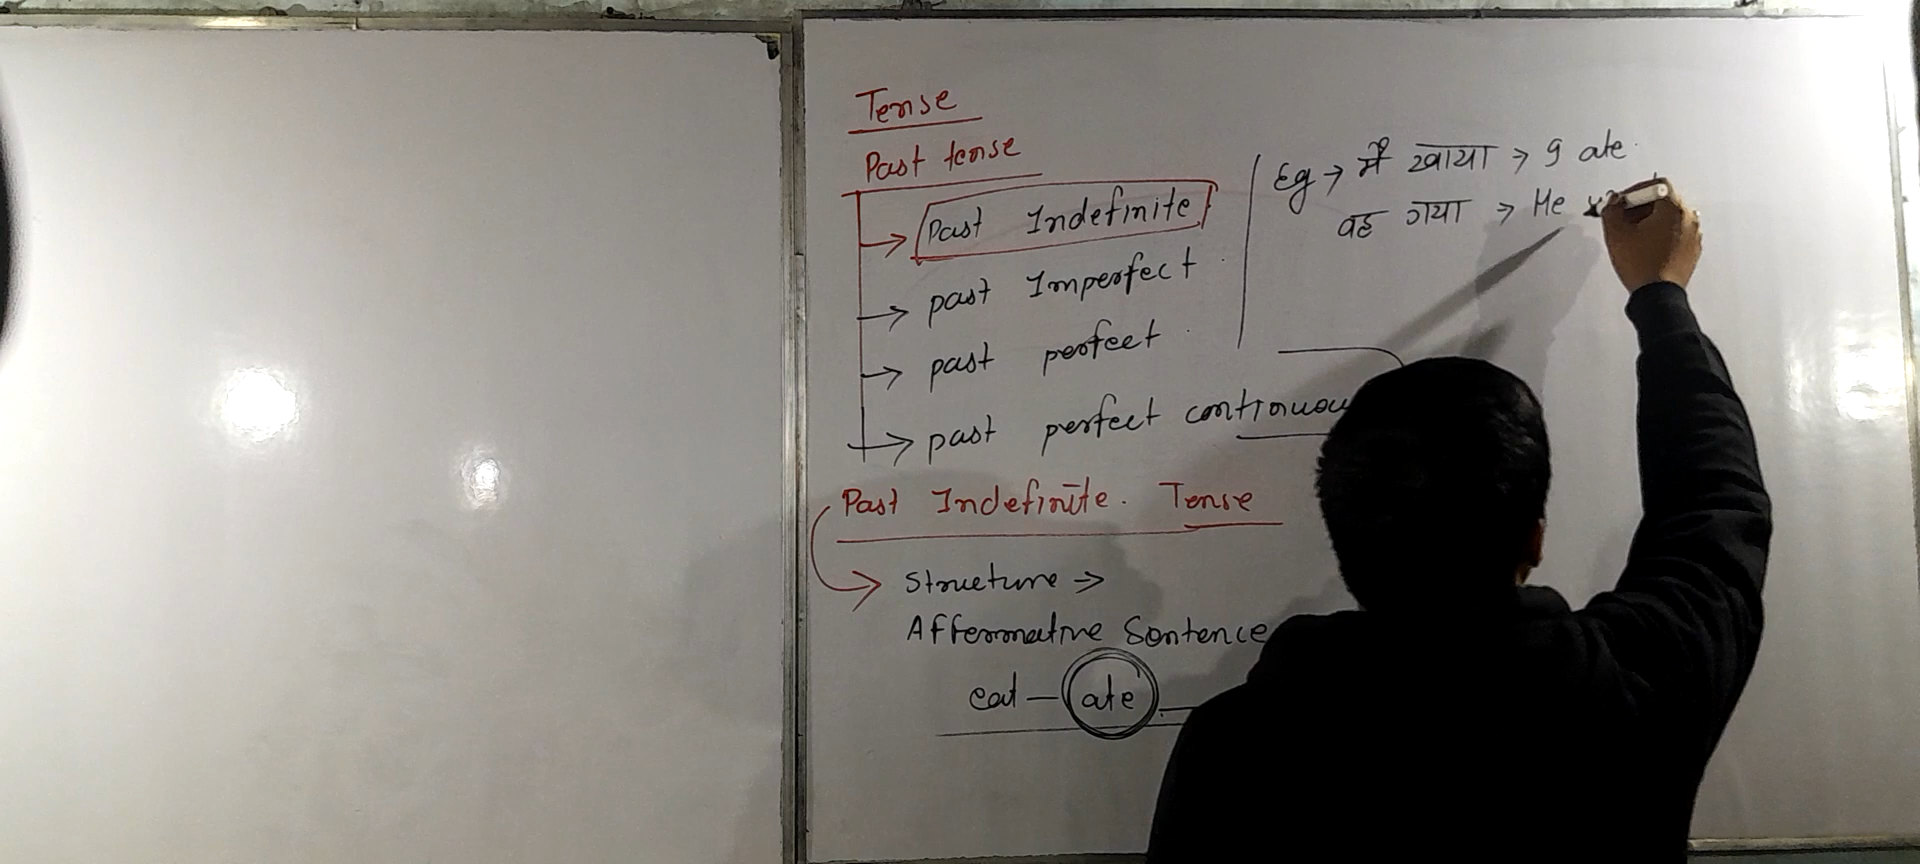 Tense
Past tense
Past Indefinite
past Imperfect
past perfect
past perfect continuou
Eg → मैं खाया → I ate.
वह गया → He
Past Indefinite. Tense
Structure →
Affermative Sentence
eat — ate —